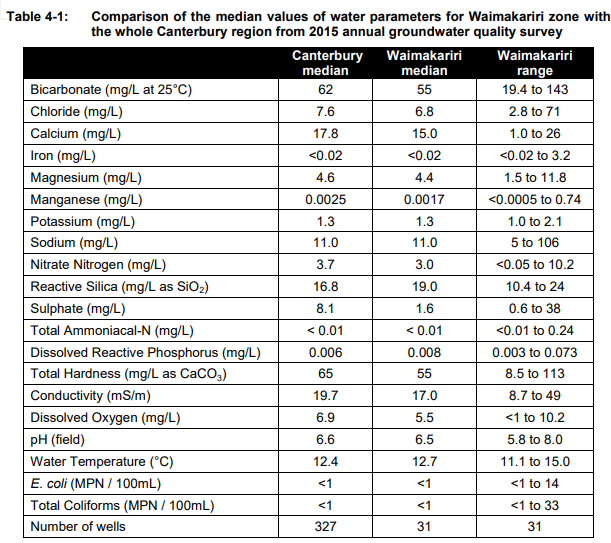 Table 4-1: Comparison of the median values of water parameters for Waimakariri zone with
the whole Canterbury region from 2015 annual groundwater quality survey
Canterbury median Waimakariri median Waimakariri range
Bicarbonate (mg/L at 25°C) 62 55 19.4 to 143
Chloride (mg/L) 7.6 6.8 2.8 to 71
Calcium (mg/L) 17.8 15.0 1.0 to 26
Iron (mg/L) <0.02 <0.02 <0.02 to 3.2
Magnesium (mg/L) 4.6 4.4 1.5 to 11.8
Manganese (mg/L) 0.0025 0.0017 <0.0005 to 0.74
Potassium (mg/L) 1.3 1.3 1.0 to 2.1
Sodium (mg/L) 11.0 11.0 5 to 106
Nitrate Nitrogen (mg/L) 3.7 3.0 <0.05 to 10.2
Reactive Silica (mg/L as SiO₂) 16.8 19.0 10.4 to 24
Sulphate (mg/L) 8.1 1.6 0.6 to 38
Total Ammoniacal-N (mg/L) < 0.01 < 0.01 <0.01 to 0.24
Dissolved Reactive Phosphorus (mg/L) 0.006 0.008 0.003 to 0.073
Total Hardness (mg/L as CaCO₃) 65 55 8.5 to 113
Conductivity (mS/m) 19.7 17.0 8.7 to 49
Dissolved Oxygen (mg/L) 6.9 5.5 <1 to 10.2
pH (field) 6.6 6.5 5.8 to 8.0
Water Temperature (°C) 12.4 12.7 11.1 to 15.0
E. coli (MPN / 100mL) <1 <1 <1 to 14
Total Coliforms (MPN / 100mL) <1 <1 <1 to 33
Number of wells 327 31 31